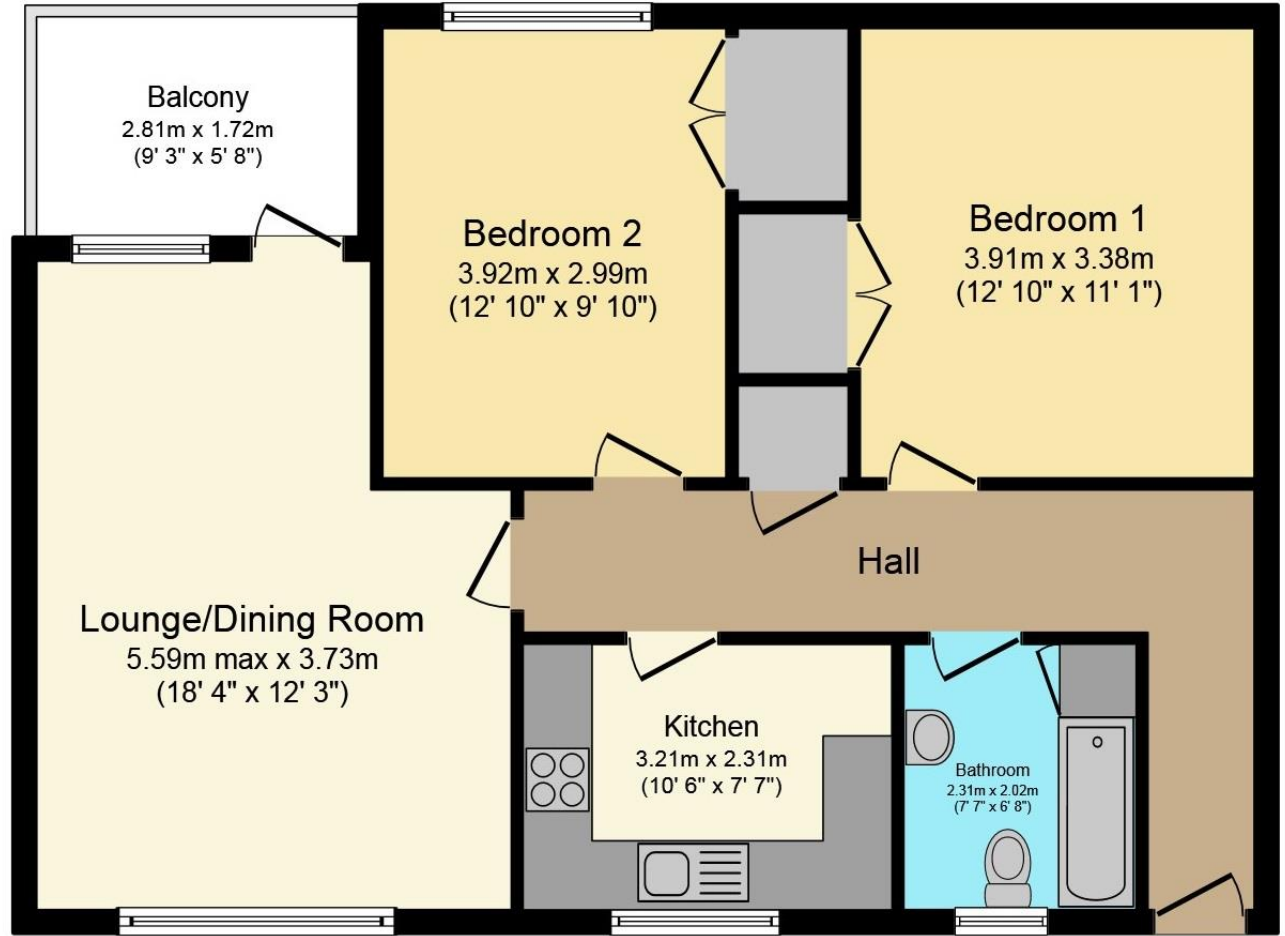 Balcony
2.81m x 1.72m
(9' 3" x 5' 8")
Bedroom 2
3.92m x 2.99m
(12' 10" x 9' 10")
Bedroom 1
3.91m x 3.38m
(12' 10" x 11' 1")
Hall
Lounge/Dining Room
5.59m max x 3.73m
(18' 4" x 12' 3")
Kitchen
3.21m x 2.31m
(10' 6" x 7' 7")
Bathroom
2.31m x 2.02m
(7' 7" x 6' 8")